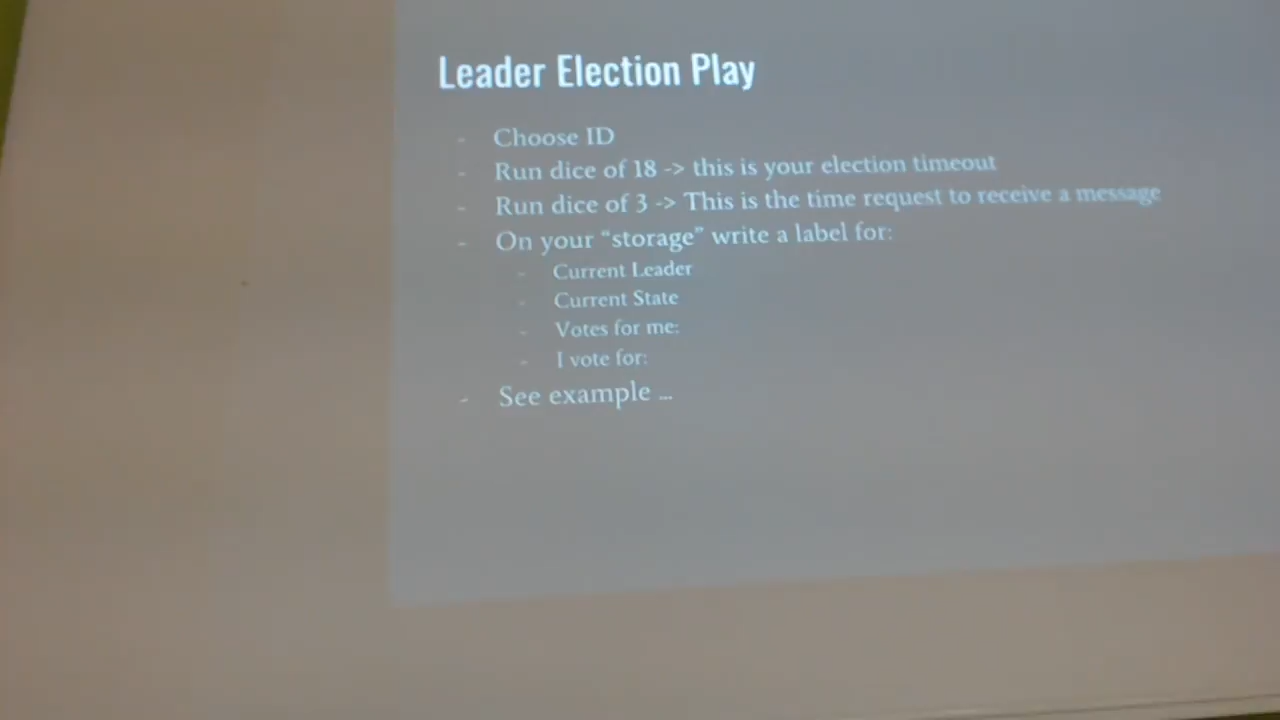 Leader Election Play
- Choose ID
- Run dice of 18 -> this is your election timeout
- Run dice of 3 -> This is the time request to receive a message
- On your “storage” write a label for:
- Current Leader
- Current State
- Votes for me:
- I vote for:
- See example ...